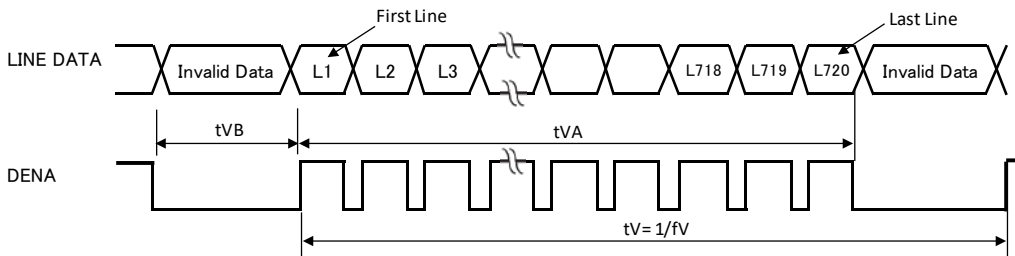 First Line
Last Line
LINE DATA
Invalid Data
L1
L2
L3
L718
L719
L720
Invalid Data
tVB
tVA
DENA
tV= 1/fV